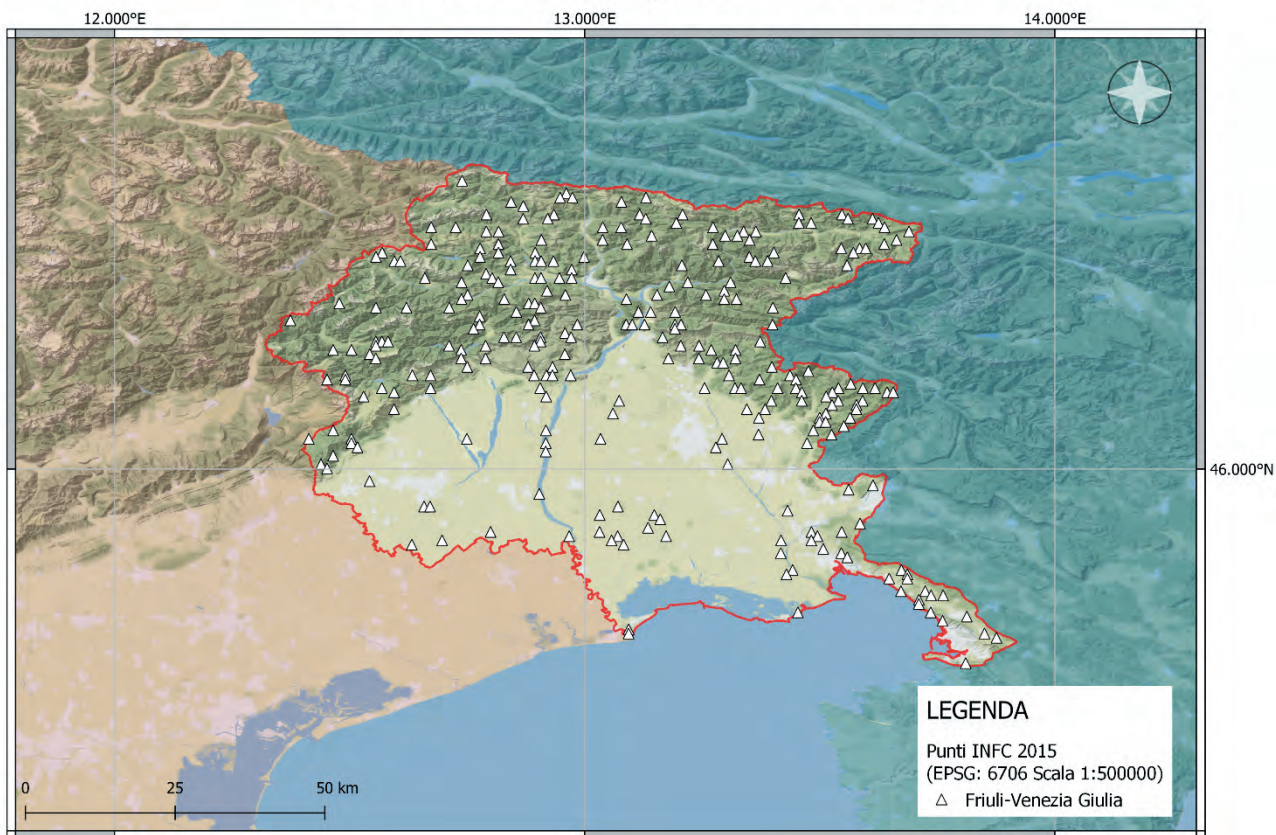 12.000°E 13.000°E 14.000°E
46.000°N
LEGENDA
Punti INFC 2015
(EPSG: 6706 Scala 1:500000)
Friuli-Venezia Giulia
0 25 50 km